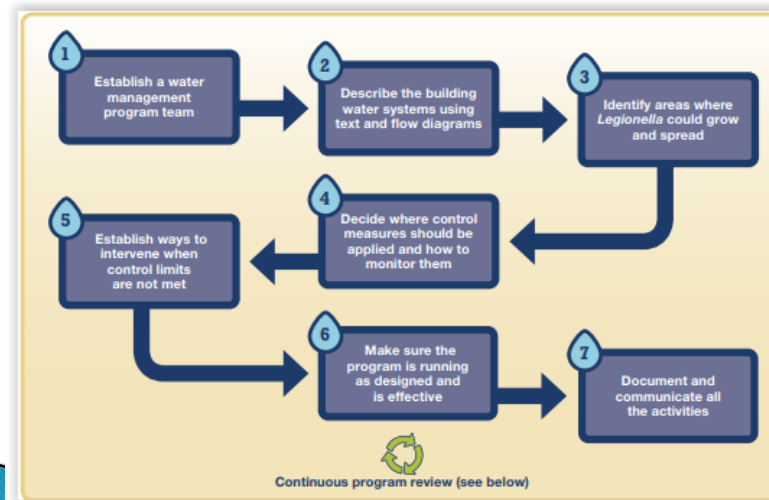 1
Establish a water
management
program team
2
Describe the building
water systems using
text and flow diagrams
3
Identify areas where
Legionella could grow
and spread
4
Decide where control
measures should be
applied and how to
monitor them
5
Establish ways to
intervene when
control limits
are not met
6
Make sure the
program is running
as designed and
is effective
7
Document and
communicate all
the activities
Continuous program review (see below)